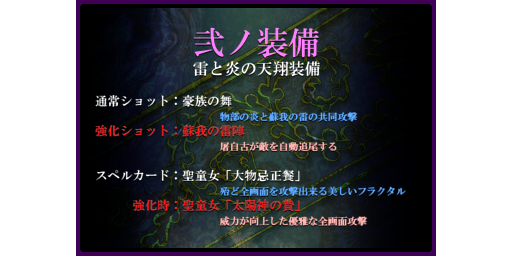 弐ノ装備
雷と炎の天翔装備
通常ショット：豪族の舞
物部の炎と蘇我の雷の共同攻撃
強化ショット：蘇我の雷陣
屠自古が敵を自動追尾する
スペルカード：聖童女「大物忌正餐」
殆ど全画面を攻撃出来る美しいフラクタル
強化時：聖童女「太陽神の贄」
威力が向上した優雅な全画面攻撃